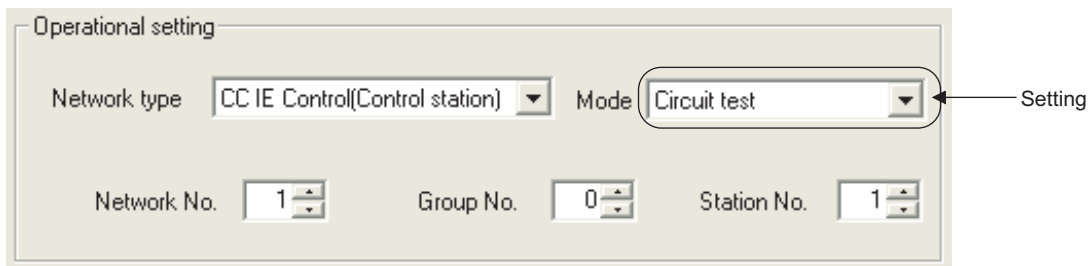 Operational setting
Network type CC IE Control(Control station) Mode Circuit test Setting
Network No. 1 Group No. 0 Station No. 1